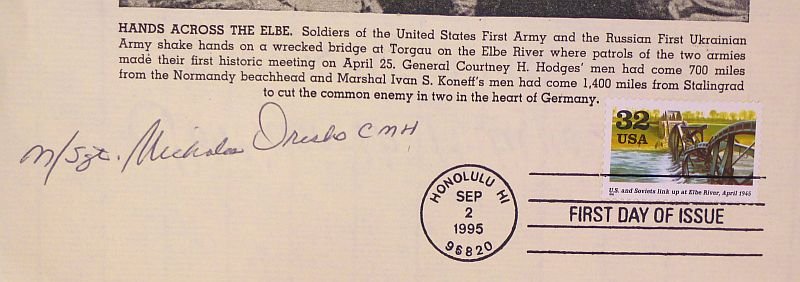 HANDS ACROSS THE ELBE. Soldiers of the United States First Army and the Russian First Ukrainian
Army shake hands on a wrecked bridge at Torgau on the Elbe River where patrols of the two armies
made their first historic meeting on April 25. General Courtney H. Hodges' men had come 700 miles
from the Normandy beachhead and Marshal Ivan S. Koneff's men had come 1,400 miles from Stalingrad
to cut the common enemy in two in the heart of Germany.
M/Sgt. Nicholas Oresko CMH
32
USA
U.S. and Soviets link up at Elbe River, April 1945
HONOLULU HI
SEP
2
1995
96820
FIRST DAY OF ISSUE